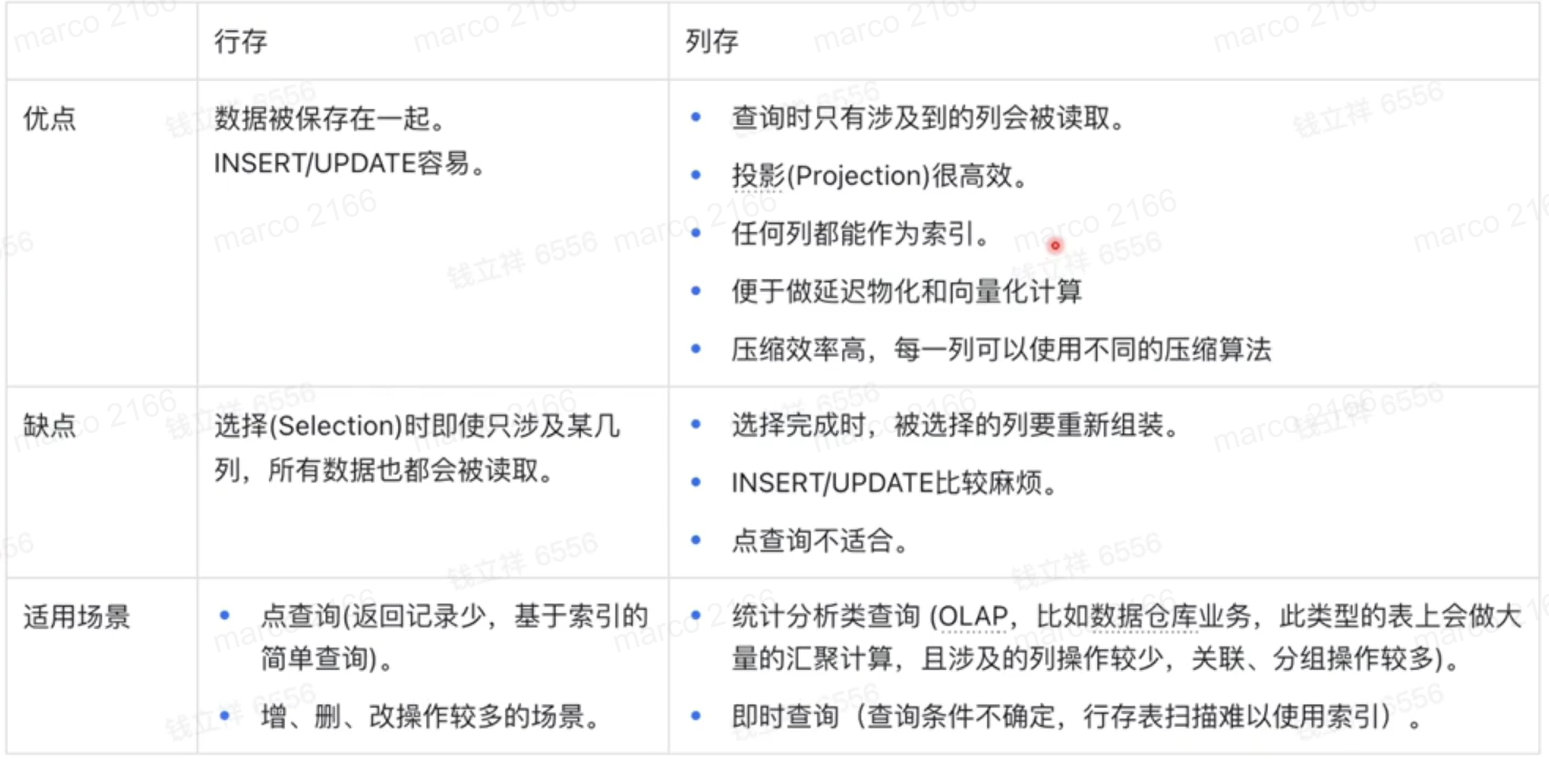 行存
列存
优点
数据被保存在一起。
INSERT/UPDATE容易。
查询时只有涉及到的列会被读取。
投影(Projection)很高效。
任何列都能作为索引。
便于做延迟物化和向量化计算
压缩效率高，每一列可以使用不同的压缩算法
缺点
选择(Selection)时即使只涉及某几
列，所有数据也都会被读取。
选择完成时，被选择的列要重新组装。
INSERT/UPDATE比较麻烦。
点查询不适合。
适用场景
点查询(返回记录少，基于索引的
简单查询)。
增、删、改操作较多的场景。
统计分析类查询 (OLAP，比如数据仓库业务，此类型的表上会做大
量的汇聚计算，且涉及的列操作较少，关联、分组操作较多)。
即时查询（查询条件不确定，行存表扫描难以使用索引）。
marco 2166
钱立祥 6556